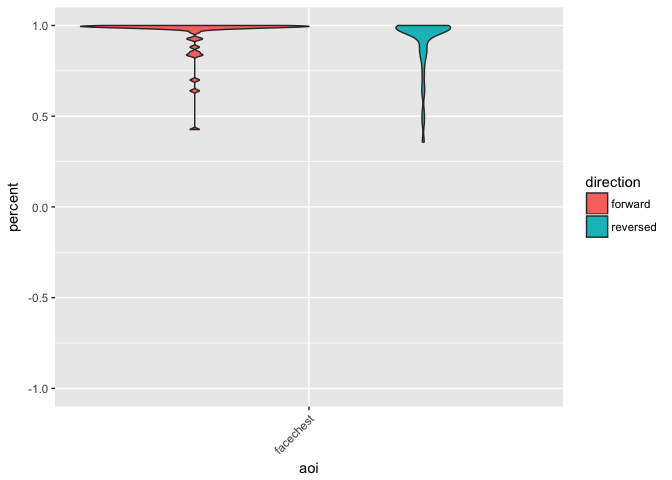 1.0
0.5
0.0
-0.5
-1.0
percent
facechest
aoi
direction
forward
reversed